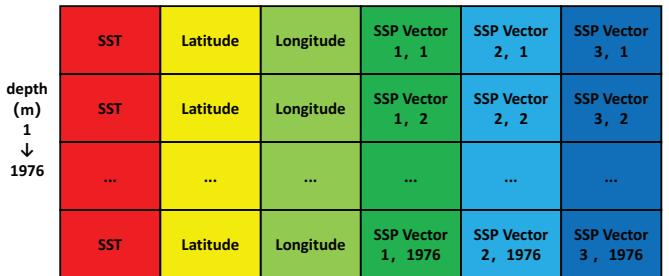 depth
(m)
1
↓
1976
SST
Latitude
Longitude
SSP Vector
1, 1
SSP Vector
2, 1
SSP Vector
3, 1
SST
Latitude
Longitude
SSP Vector
1, 2
SSP Vector
2, 2
SSP Vector
3, 2
...
...
...
...
...
...
SST
Latitude
Longitude
SSP Vector
1, 1976
SSP Vector
2, 1976
SSP Vector
3 , 1976